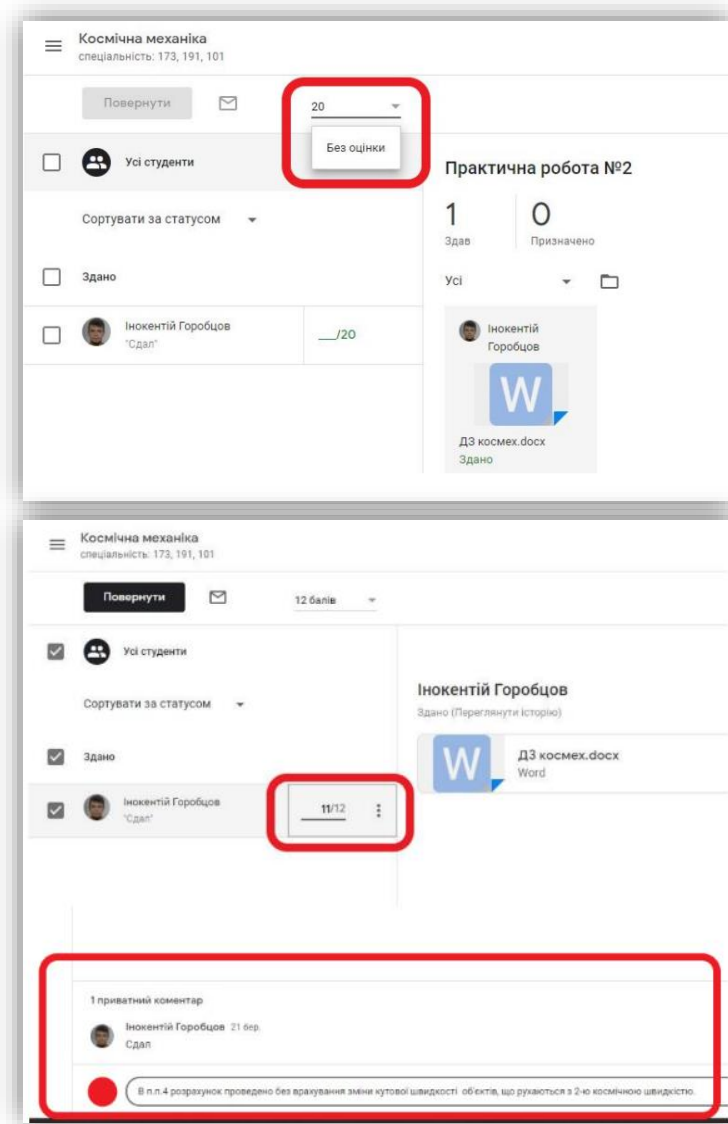 Космічна механіка
спеціальність: 173, 191, 101
Повернути
20
Без оцінки
Усі студенти
Сортувати за статусом
Здано
Інокентій Горобцов
"Сдал"
__/20
Практична робота №2
1
Здав
0
Призначено
Усі
Інокентій
Горобцов
W
ДЗ космех.docx
Здано
Космічна механіка
спеціальність: 173, 191, 101
Повернути
12 балів
Усі студенти
Сортувати за статусом
Здано
Інокентій Горобцов
"Сдал"
11/12
Інокентій Горобцов
Здано (Переглянути історію)
W
ДЗ космех.docx
Word
1 приватний коментар
Інокентій Горобцов 21 бер.
Сдал
В п.п.4 розрахунок проведено без врахування зміни кутової швидкості об'єктів, що рухаються з 2-ю космічною швидкістю.